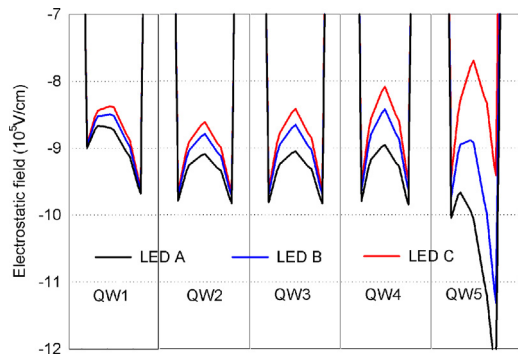 -7
-8
-9
-10
-11
-12
Electrostatic field (10⁵V/cm)
LED A LED B LED C
QW1 QW2 QW3 QW4 QW5